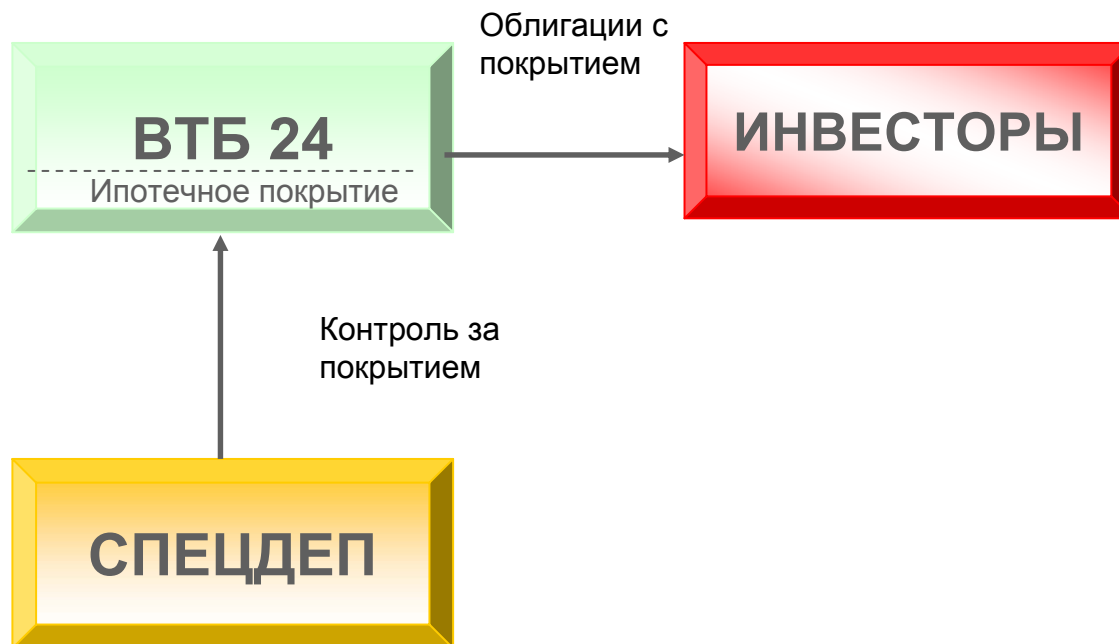 Облигации с
покрытием
ВТБ 24
Ипотечное покрытие
ИНВЕСТОРЫ
Контроль за
покрытием
СПЕЦДЕП